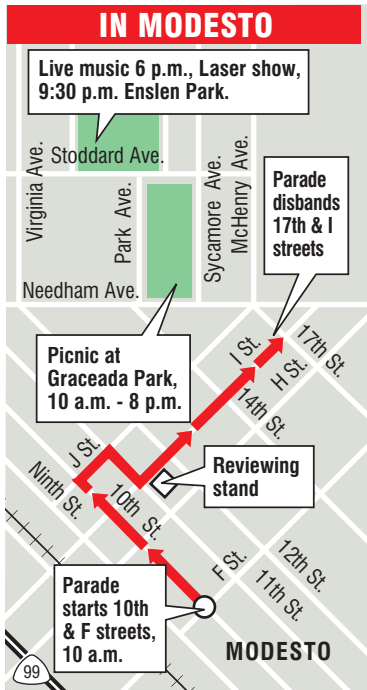 IN MODESTO
Live music 6 p.m., Laser show,
9:30 p.m. Enslen Park.
Virginia Ave.
Stoddard Ave.
Park Ave.
Sycamore Ave.
McHenry Ave.
Parade
disbands
17th & I
streets
Needham Ave.
Picnic at
Graceada Park,
10 a.m. - 8 p.m.
I St.
17th St.
H St.
14th St.
J St.
Ninth St.
10th St.
Reviewing
stand
F St.
12th St.
11th St.
Parade
starts 10th
& F streets,
10 a.m.
MODESTO
99